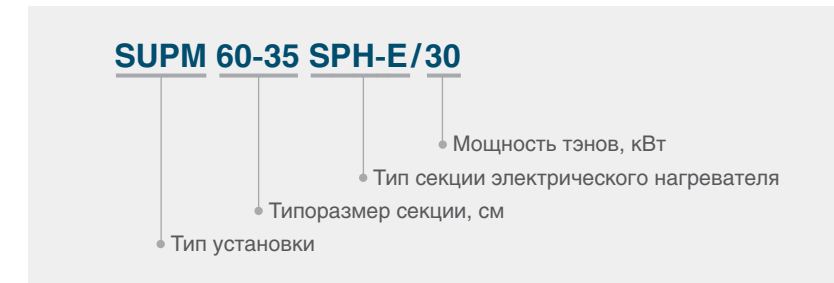 SUPM 60-35 SPH-E/30
Мощность тэнов, кВт
Тип секции электрического нагревателя
Типоразмер секции, см
Тип установки